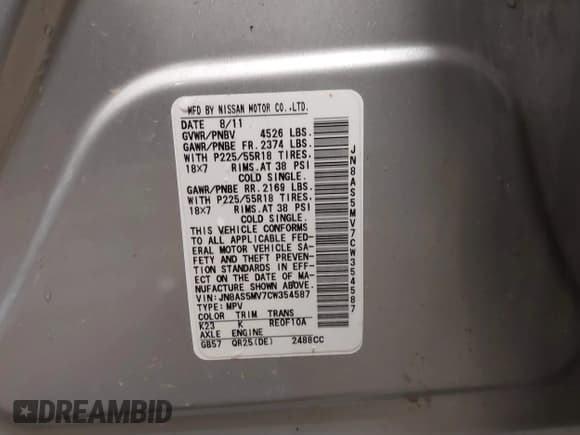 MFD BY NISSAN MOTOR CO.,LTD.
DATE 8/11
GVWR/PNBV 4526 LBS.
GAWR/PNBE FR. 2374 LBS.
WITH P225/55R18 TIRES,
18X7 RIMS.AT 38 PSI
COLD SINGLE.
GAWR/PNBE RR. 2169 LBS.
WITH P225/55R18 TIRES,
18X7 RIMS.AT 38 PSI
COLD SINGLE.
THIS VEHICLE CONFORMS
TO ALL APPLICABLE FED-
ERAL MOTOR VEHICLE SA-
FETY AND THEFT PREVEN-
TION STANDARDS IN EFF-
ECT ON THE DATE OF MA-
NUFACTURE SHOWN ABOVE.
VIN:JN8AS5MV7CW354587
TYPE:MPV
COLOR TRIM TRANS
K23 K RE0F10A
AXLE ENGINE
GB57 QR25(DE) 2488CC
JN8AS5MV7CW354587
DREAMBID